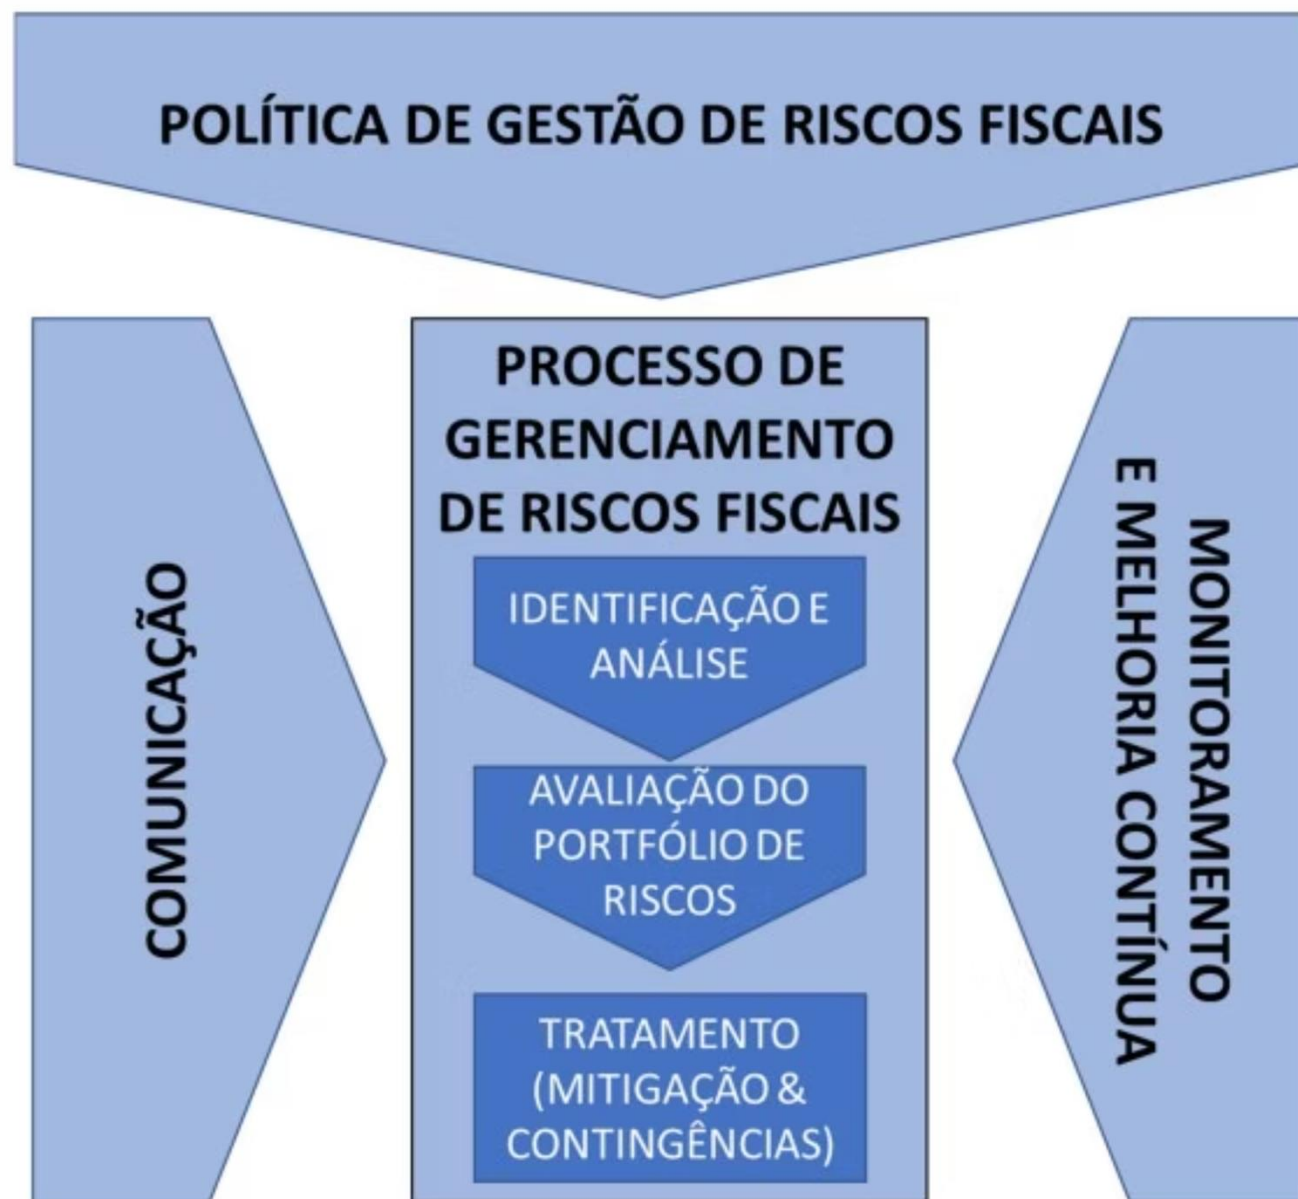 POLÍTICA DE GESTÃO DE RISCOS FISCAIS
COMUNICAÇÃO
PROCESSO DE
GERENCIAMENTO
DE RISCOS FISCAIS
IDENTIFICAÇÃO E
ANÁLISE
AVALIAÇÃO DO
PORTFÓLIO DE
RISCOS
TRATAMENTO
(MITIGAÇÃO &
CONTINGÊNCIAS)
MONITORAMENTO
E MELHORIA CONTÍNUA